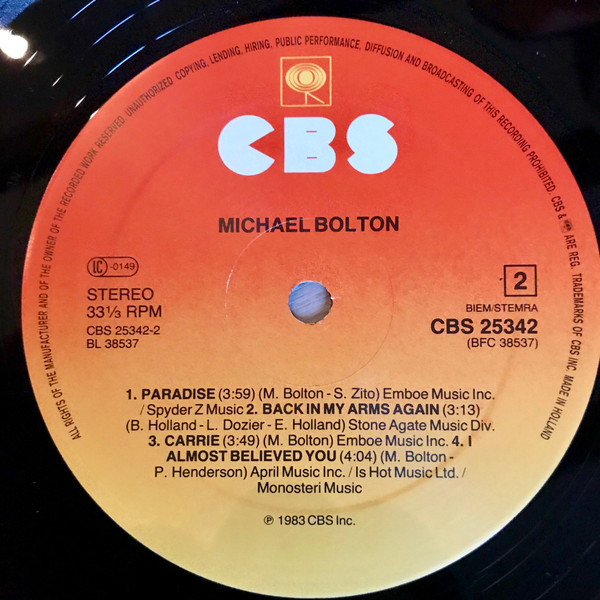 ALL RIGHTS OF THE MANUFACTURER AND OF THE OWNER OF THE RECORDED WORK RESERVED. UNAUTHORIZED COPYING, LENDING, HIRING, PUBLIC PERFORMANCE, DIFFUSION AND BROADCASTING OF THIS RECORDING PROHIBITED. CBS & ARE REG. TRADEMARKS OF CBS INC. MADE IN HOLLAND
CBS
MICHAEL BOLTON
LC -0149
STEREO
33⅓ RPM
CBS 25342-2
BL 38537
2
BIEM/STEMRA
CBS 25342
(BFC 38537)
1. PARADISE (3:59) (M. Bolton - S. Zito) Emboe Music Inc.
/ Spyder Z Music 2. BACK IN MY ARMS AGAIN (3:13)
(B. Holland - L. Dozier - E. Holland) Stone Agate Music Div.
3. CARRIE (3:49) (M. Bolton) Emboe Music Inc. 4. I
ALMOST BELIEVED YOU (4:04) (M. Bolton -
P. Henderson) April Music Inc. / Is Hot Music Ltd. /
Monosteri Music
℗ 1983 CBS Inc.